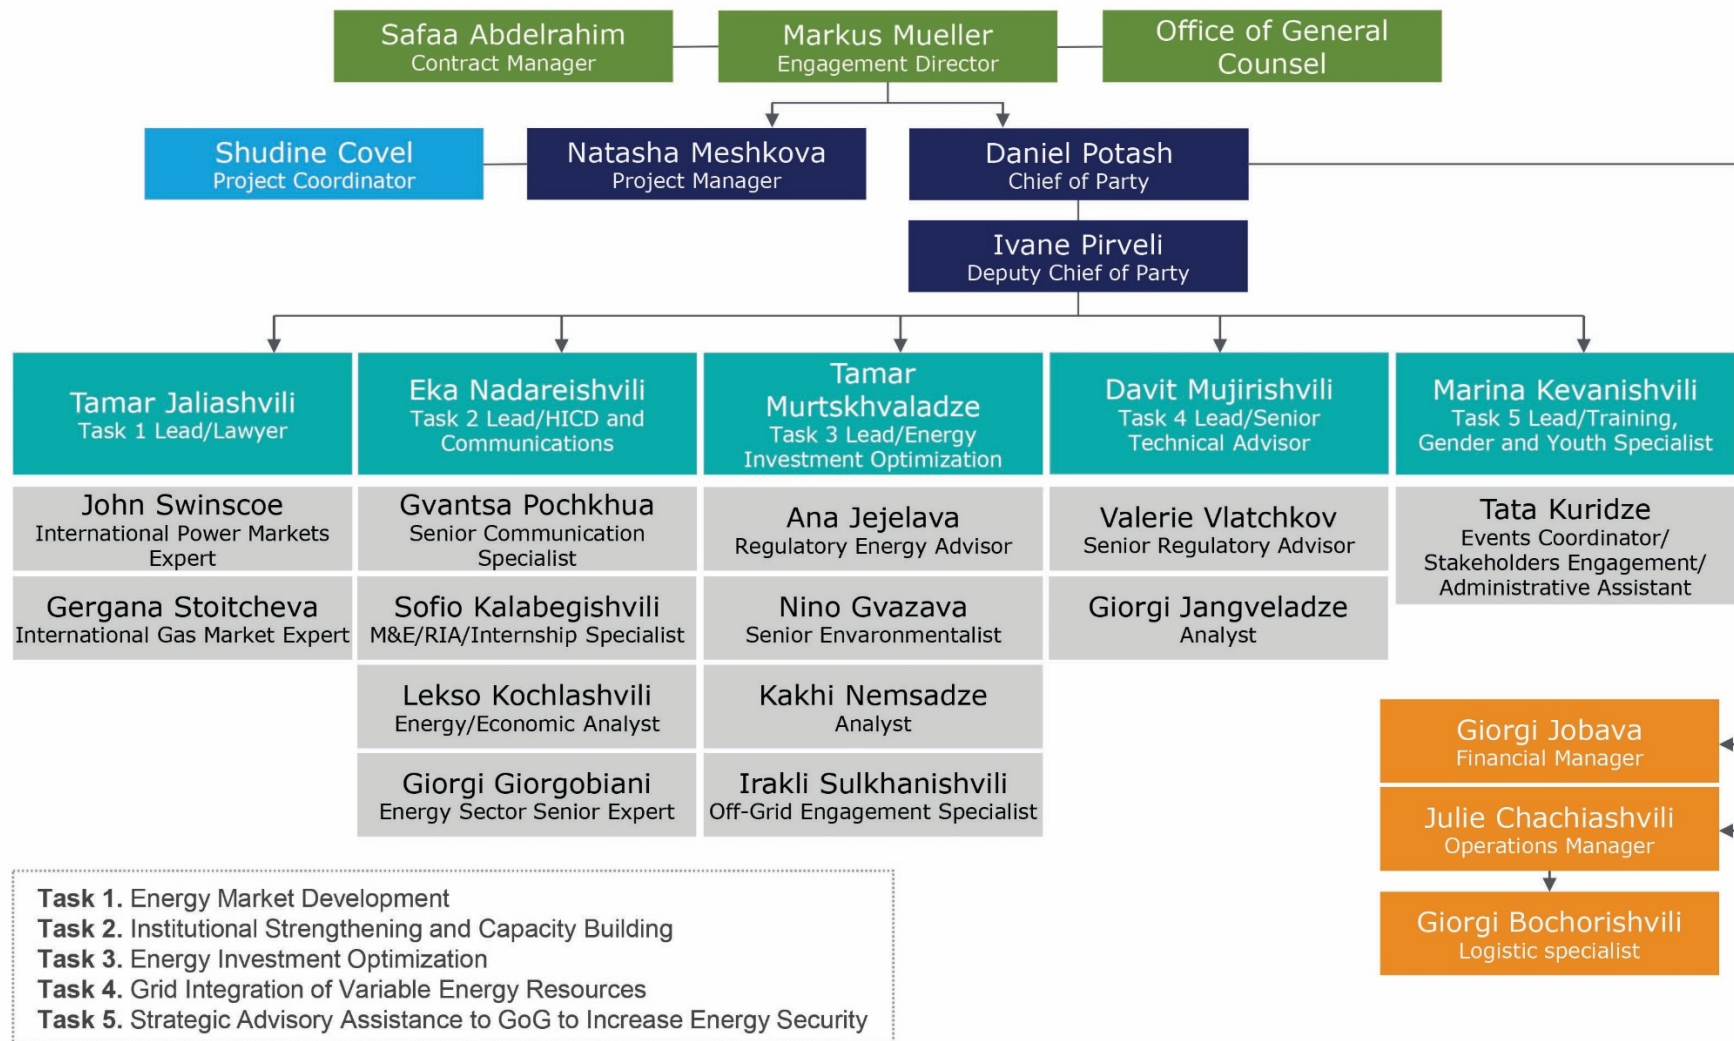 Safaa Abdelrahim
Contract Manager
Markus Mueller
Engagement Director
Office of General
Counsel
Shudine Covel
Project Coordinator
Natasha Meshkova
Project Manager
Daniel Potash
Chief of Party
Ivane Pirveli
Deputy Chief of Party
Tamar Jaliashvili
Task 1 Lead/Lawyer
Eka Nadareishvili
Task 2 Lead/HICD and
Communications
Tamar
Murtskhvaladze
Task 3 Lead/Energy
Investment Optimization
Davit Mujirishvili
Task 4 Lead/Senior
Technical Advisor
Marina Kevanishvili
Task 5 Lead/Training,
Gender and Youth Specialist
John Swinscoe
International Power Markets
Expert
Gvantsa Pochkhua
Senior Communication
Specialist
Ana Jejelava
Regulatory Energy Advisor
Valerie Vlatchkov
Senior Regulatory Advisor
Tata Kuridze
Events Coordinator/
Stakeholders Engagement/
Administrative Assistant
Gergana Stoitcheva
International Gas Market Expert
Sofio Kalabegishvili
M&E/RIA/Internship Specialist
Nino Gvazava
Senior Envaronmentalist
Giorgi Jangveladze
Analyst
Lekso Kochlashvili
Energy/Economic Analyst
Kakhi Nemsadze
Analyst
Giorgi Jobava
Financial Manager
Giorgi Giorgobiani
Energy Sector Senior Expert
Irakli Sulkhanishvili
Off-Grid Engagement Specialist
Julie Chachiashvili
Operations Manager
Giorgi Bochorishvili
Logistic specialist
Task 1. Energy Market Development
Task 2. Institutional Strengthening and Capacity Building
Task 3. Energy Investment Optimization
Task 4. Grid Integration of Variable Energy Resources
Task 5. Strategic Advisory Assistance to GoG to Increase Energy Security